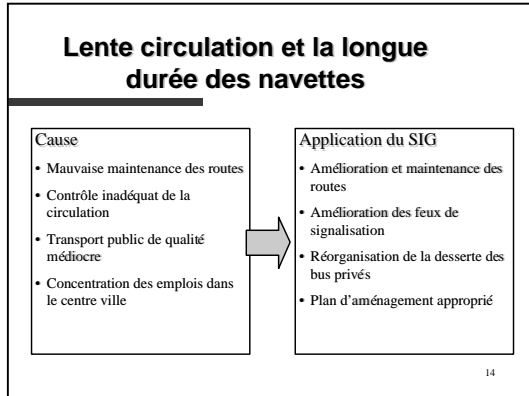 Lente circulation et la longue
durée des navettes
Cause
• Mauvaise maintenance des routes
• Contrôle inadéquat de la
circulation
• Transport public de qualité
médiocre
• Concentration des emplois dans
le centre ville
Application du SIG
• Amélioration et maintenance des
routes
• Amélioration des feux de
signalisation
• Réorganisation de la desserte des
bus privés
• Plan d’aménagement approprié
14